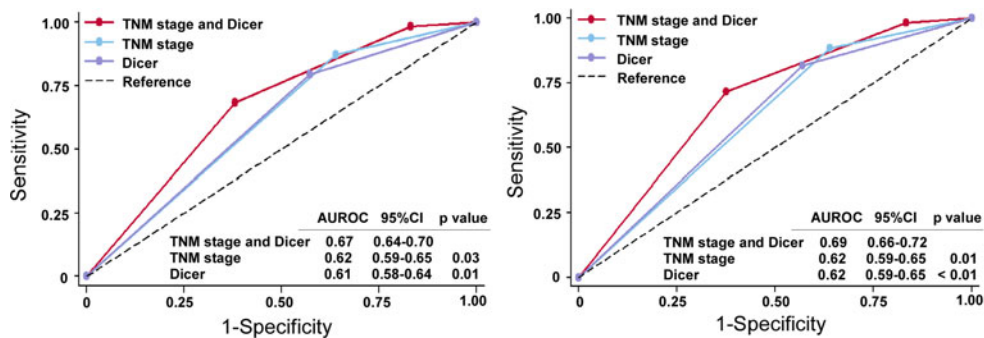 1.00
0.75
0.50
0.25
0
Sensitivity
TNM stage and Dicer
TNM stage
Dicer
Reference
AUROC 95%CI p value
TNM stage and Dicer 0.67 0.64-0.70
TNM stage 0.62 0.59-0.65 0.03
Dicer 0.61 0.58-0.64 0.01
0 0.25 0.50 0.75 1.00
1-Specificity
1.00
0.75
0.50
0.25
0
Sensitivity
TNM stage and Dicer
TNM stage
Dicer
Reference
AUROC 95%CI p value
TNM stage and Dicer 0.69 0.66-0.72
TNM stage 0.62 0.59-0.65 0.01
Dicer 0.62 0.59-0.65 < 0.01
0 0.25 0.50 0.75 1.00
1-Specificity